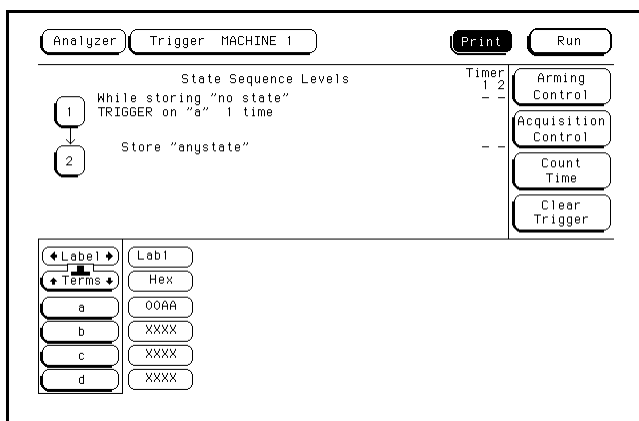 Analyzer Trigger MACHINE 1 Print Run
State Sequence Levels
Timer
1 2
1
While storing "no state"
TRIGGER on "a" 1 time
- -
2
Store "anystate"
- -
Arming
Control
Acquisition
Control
Count
Time
Clear
Trigger
Label Lab1
Terms Hex
a 00AA
b XXXX
c XXXX
d XXXX